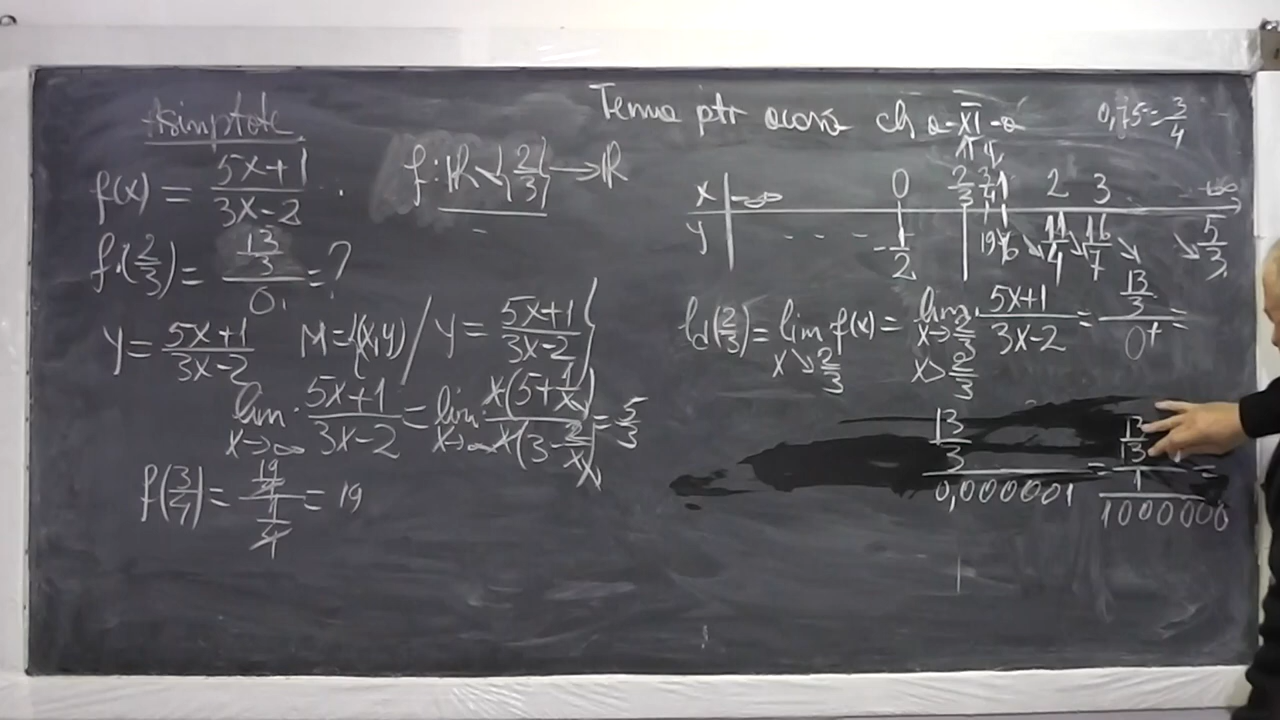 Asimptote
f(x) = (5x+1)/(3x-2)
f: ℝ \ {2/3} → ℝ
f(2/3) = (13/3)/0 = ?
y = (5x+1)/(3x-2) M = {(x,y) / y = (5x+1)/(3x-2)}
lim x→∞ (5x+1)/(3x-2) = lim x→∞ x(5+1/x)/x(3-2/x) = 5/3
f(3/4) = (19/4)/(1/4) = 19
Tema ptr acasă
0,75 = 3/4
x | -∞ 0 2/3 3/4 1 2 3 +∞
y | - - - - -1/2 | 19 6 ↘ 11/4 ↘ 16/7 ↘ ↘ 5/3
ld(2/3) = lim x↘2/3 f(x) = lim x→2/3 x>2/3 (5x+1)/(3x-2) = (13/3)/0+ =
(13/3)/0,000001 = (13/3)/(1/1000000) =